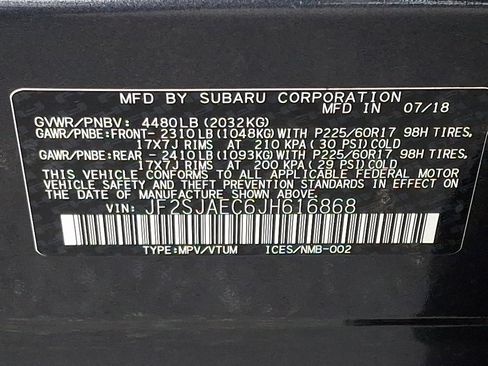 MFD BY SUBARU CORPORATION
MFD IN 07/18
GVWR/PNBV: 4480LB(2032KG)
GAWR/PNBE:FRONT- 2310LB(1048KG)WITH P225/60R17 98H TIRES,
17X7J RIMS AT 210 KPA(30 PSI)COLD
GAWR/PNBE:REAR - 2410LB(1093KG)WITH P225/60R17 98H TIRES,
17X7J RIMS AT 200 KPA(29 PSI)COLD
THIS VEHICLE CONFORMS TO ALL APPLICABLE FEDERAL MOTOR
VEHICLE SAFETY AND BUMPER STANDARDS IN EFFECT ON
THE DATE OF MANUFACTURE SHOWN ABOVE.
VIN: JF2SJAEC6JH616868
TYPE:MPV/VTUM ICES/NMB-002